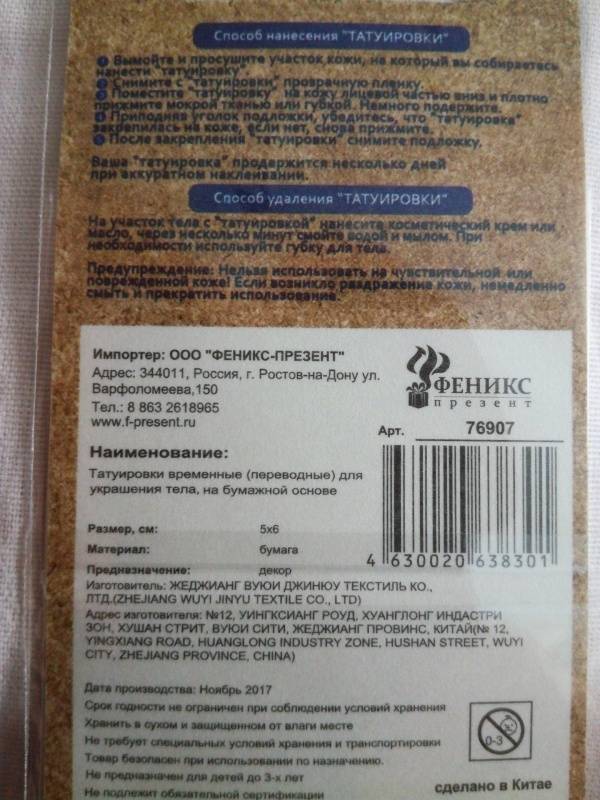 Способ нанесения "ТАТУИРОВКИ"
1 Вымойте и просушите участок кожи, на который вы собираетесь
нанести "татуировку".
2 Снимите с "татуировки" прозрачную пленку.
3 Поместите "татуировку" на кожу лицевой частью вниз и плотно
прижмите мокрой тканью или губкой. Немного подержите.
4 Приподняв уголок подложки, убедитесь, что "татуировка"
закрепилась на коже, если нет, снова прижмите.
5 После закрепления "татуировки" снимите подложку.
Ваша "татуировка" продержится несколько дней
при аккуратном наклеивании.
Способ удаления "ТАТУИРОВКИ"
На участок тела с "татуировкой" нанесите косметический крем или
масло, через несколько минут смойте водой и мылом. При
необходимости используйте губку для тела.
Предупреждение: Нельзя использовать на чувствительной или
поврежденной коже! Если возникло раздражение кожи, немедленно
смыть и прекратить использование.
Импортер: ООО "ФЕНИКС-ПРЕЗЕНТ"
Адрес: 344011, Россия, г. Ростов-на-Дону ул.
Варфоломеева,150
Тел.: 8 863 2618965
www.f-present.ru
ФЕНИКС
презент
Арт. 76907
Наименование:
Татуировки временные (переводные) для
украшения тела, на бумажной основе
Размер, см: 5х6
Материал: бумага
Предназначение: декор
4 630020 638301
Изготовитель: ЖЕДЖИАНГ ВУЮИ ДЖИНЮУ ТЕКСТИЛЬ КО.,
ЛТД.(ZHEJIANG WUYI JINYU TEXTILE CO., LTD)
Адрес изготовителя: №12, УИНГКСИАНГ РОУД, ХУАНГЛОНГ ИНДАСТРИ
ЗОН, ХУШАН СТРИТ, ВУЮИ СИТИ, ЖЕДЖИАНГ ПРОВИНС, КИТАЙ(№ 12,
YINGXIANG ROAD, HUANGLONG INDUSTRY ZONE, HUSHAN STREET, WUYI
CITY, ZHEJIANG PROVINCE, CHINA)
Дата производства: Ноябрь 2017
Срок годности не ограничен при соблюдении условий хранения
Хранить в сухом и защищенном от влаги месте
Не требует специальных условий хранения и транспортировки
Товар безопасен при использовании по назначению.
Не предназначен для детей до 3-х лет
Не подлежит обязательной сертификации
0-3
сделано в Китае